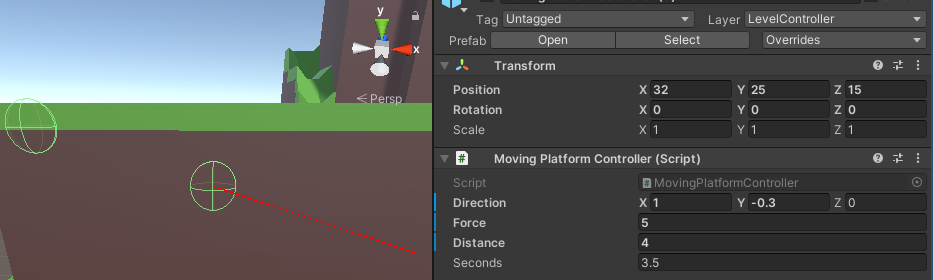 y
x
Persp
Tag Untagged Layer LevelController
Prefab Open Select Overrides
Transform
Position X 32 Y 25 Z 15
Rotation X 0 Y 0 Z 0
Scale X 1 Y 1 Z 1
# Moving Platform Controller (Script)
Script # MovingPlatformController
Direction X 1 Y -0.3 Z 0
Force 5
Distance 4
Seconds 3.5